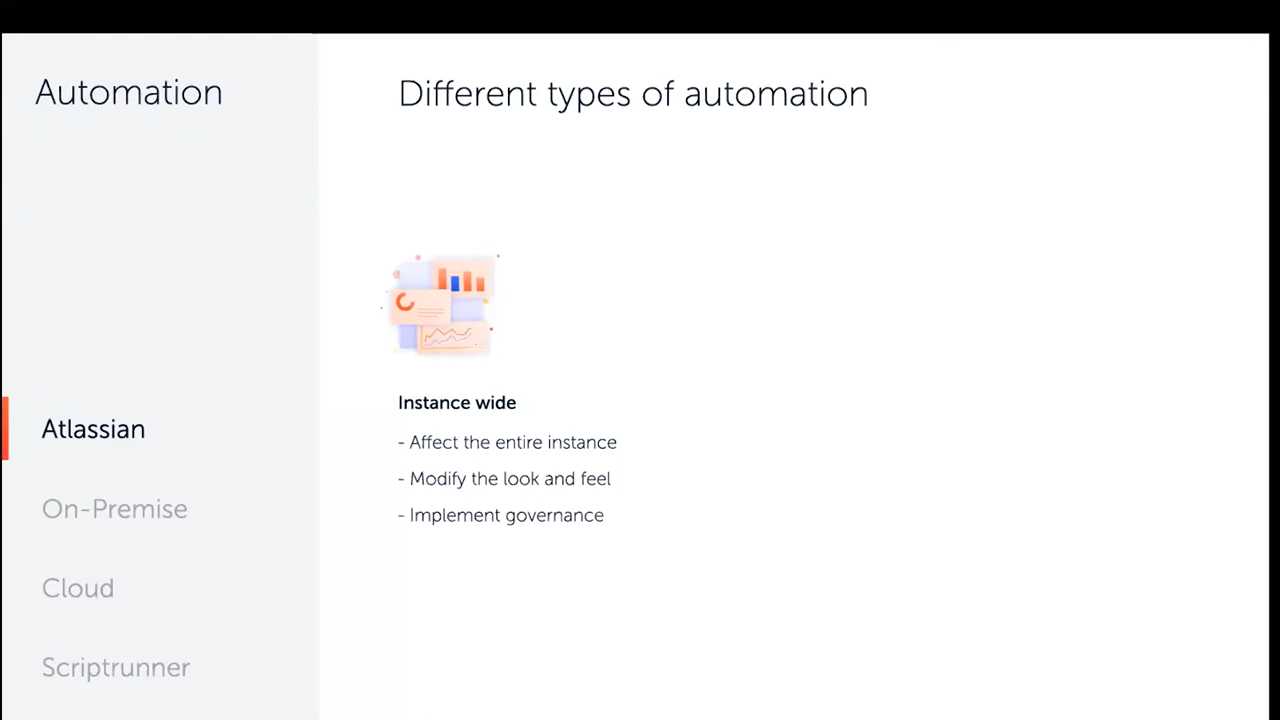 Automation
Atlassian
On-Premise
Cloud
Scriptrunner
Different types of automation
Instance wide
- Affect the entire instance
- Modify the look and feel
- Implement governance